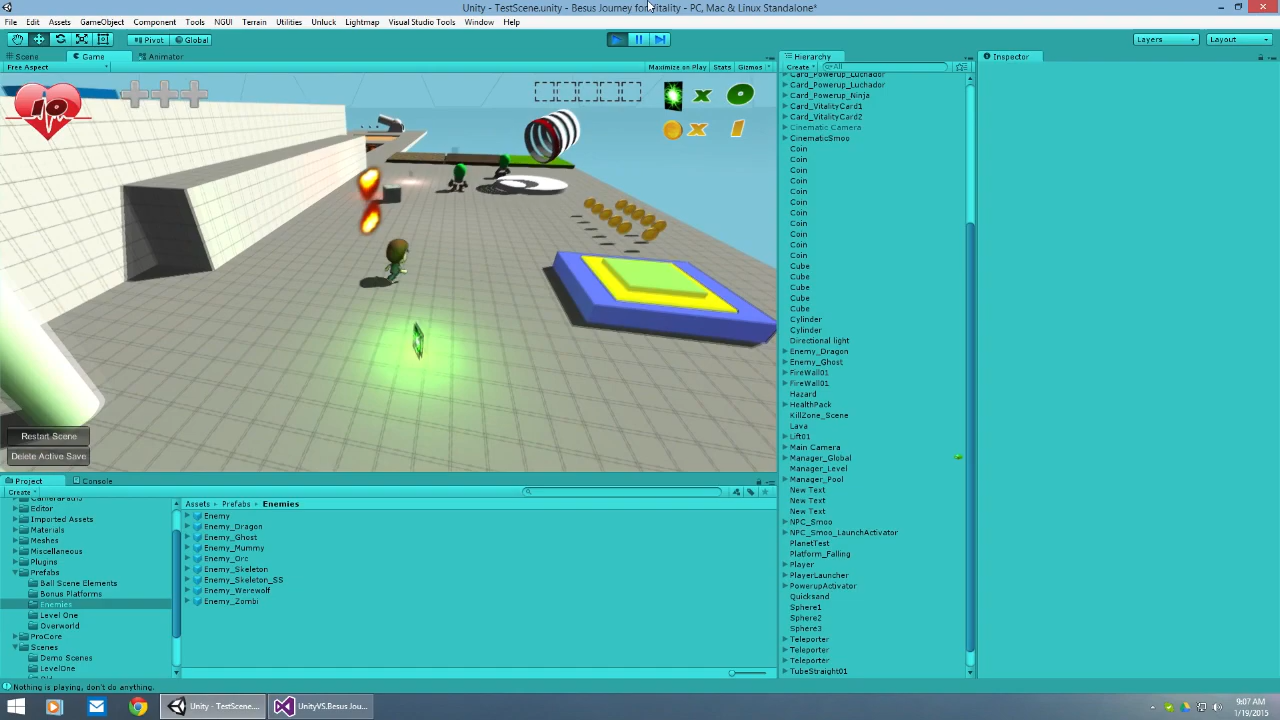 Unity - TestScene.unity - Besus Journey for Vitality - PC, Mac & Linux Standalone*
File Edit Assets GameObject Component Tools NGUI Terrain Utilities Unluck Lightmap Visual Studio Tools Window Help
Pivot Global Layers Layout
Scene Game Animator
Free Aspect Maximize on Play Stats Gizmos
10
x 0
x 1
Restart Scene
Delete Active Save
Hierarchy
Create All
Card_Powerup_Luchador
Card_Powerup_Luchador
Card_Powerup_Ninja
Card_VitalityCard1
Card_VitalityCard2
Cinematic Camera
CinematicSmoo
Coin
Coin
Coin
Coin
Coin
Coin
Coin
Coin
Coin
Coin
Coin
Cube
Cube
Cube
Cube
Cube
Cylinder
Cylinder
Directional light
Enemy_Dragon
Enemy_Ghost
FireWall01
FireWall01
Hazard
HealthPack
KillZone_Scene
Lava
Lift01
Main Camera
Manager_Global
Manager_Level
Manager_Pool
New Text
New Text
New Text
NPC_Smoo
NPC_Smoo_LaunchActivator
PlanetTest
Platform_Falling
Player
PlayerLauncher
PowerupActivator
Quicksand
Sphere1
Sphere2
Sphere3
Teleporter
Teleporter
Teleporter
TubeStraight01
Inspector
Project Console
Create
Editor
Imported Assets
Materials
Meshes
Miscellaneous
Plugins
Prefabs
Ball Scene Elements
Bonus Platforms
Enemies
Level One
Overworld
ProCore
Scenes
Demo Scenes
LevelOne
Assets Prefabs Enemies
Enemy
Enemy_Dragon
Enemy_Ghost
Enemy_Mummy
Enemy_Orc
Enemy_Skeleton
Enemy_Skeleton_SS
Enemy_Werewolf
Enemy_Zombi
Nothing is playing, don't do anything.
Unity - TestScene....
UnityVS.Besus Jou...
9:07 AM
1/19/2015